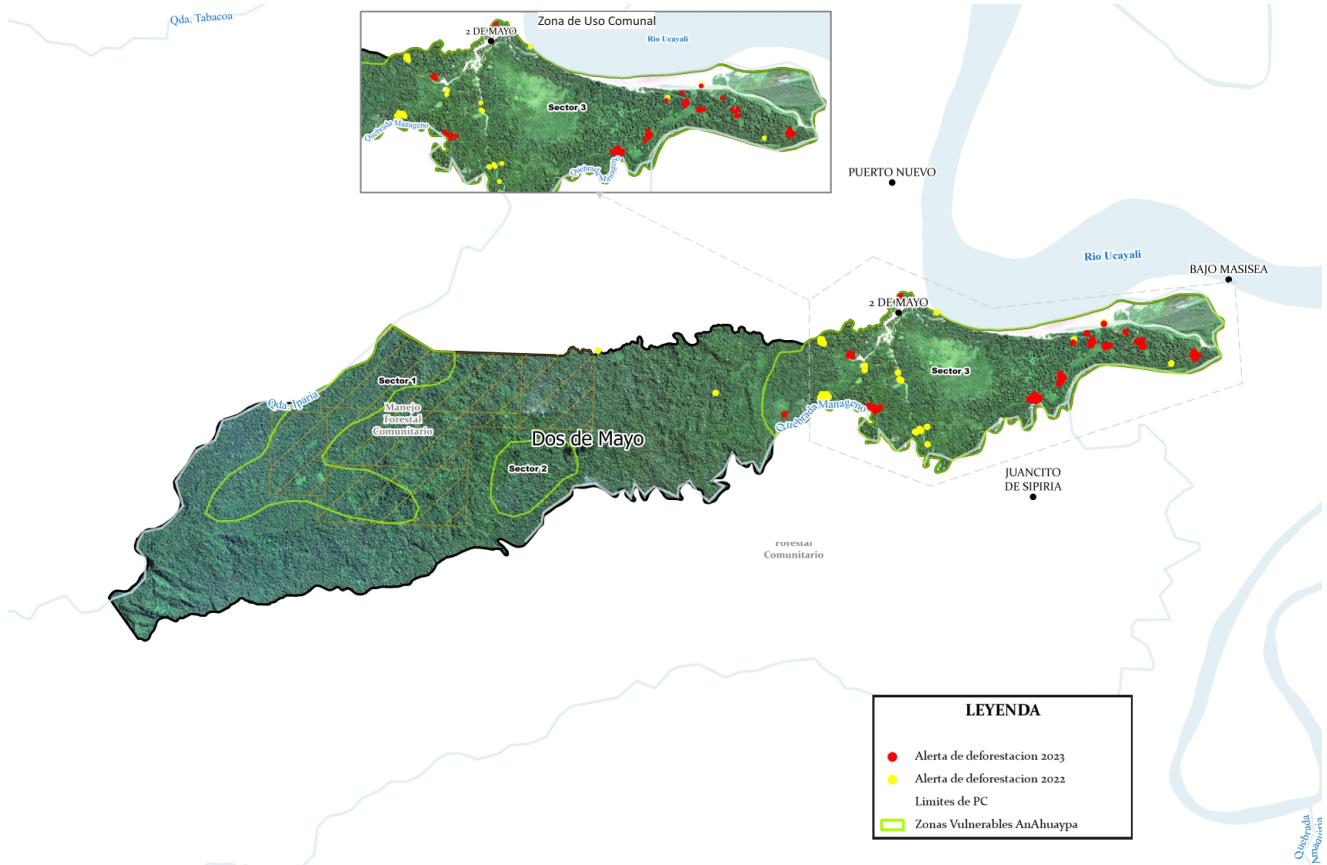 Qda. Tabacoa
Zona de Uso Comunal
2 DE MAYO
Rio Ucayali
Sector 3
Quebrada Manageno
Quebrada
Managno
PUERTO NUEVO
Rio Ucayali
BAJO MASISEA
2 DE MAYO
Sector 3
Sector 1
Qda. Iparia
Manejo
Forestal
Comunitario
Quebrada Manageno
Dos de Mayo
Sector 2
JUANCITO
DE SIPIRIA
Forestal
Comunitario
LEYENDA
Alerta de deforestacion 2023
Alerta de deforestacion 2022
Limites de PC
Zonas Vulnerables AnAhuaypa
Quebrada